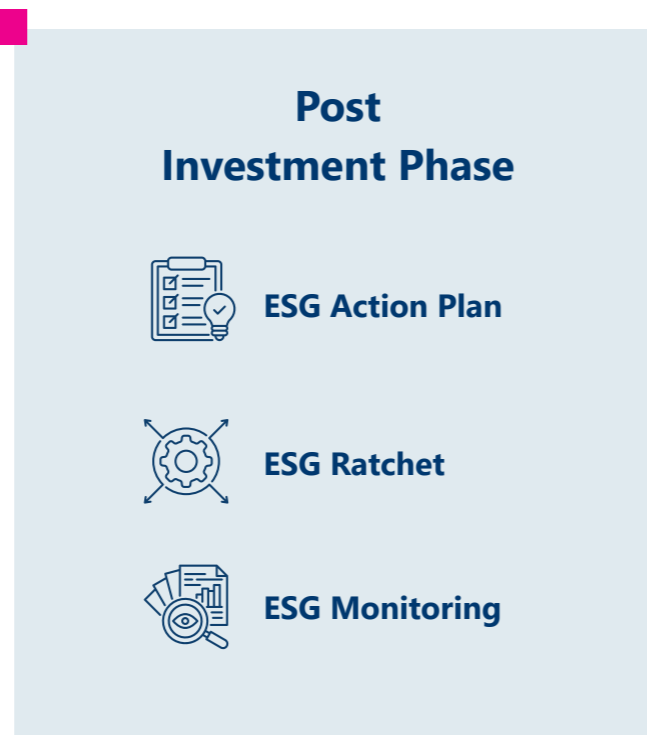 Post
Investment Phase
ESG Action Plan
ESG Ratchet
ESG Monitoring